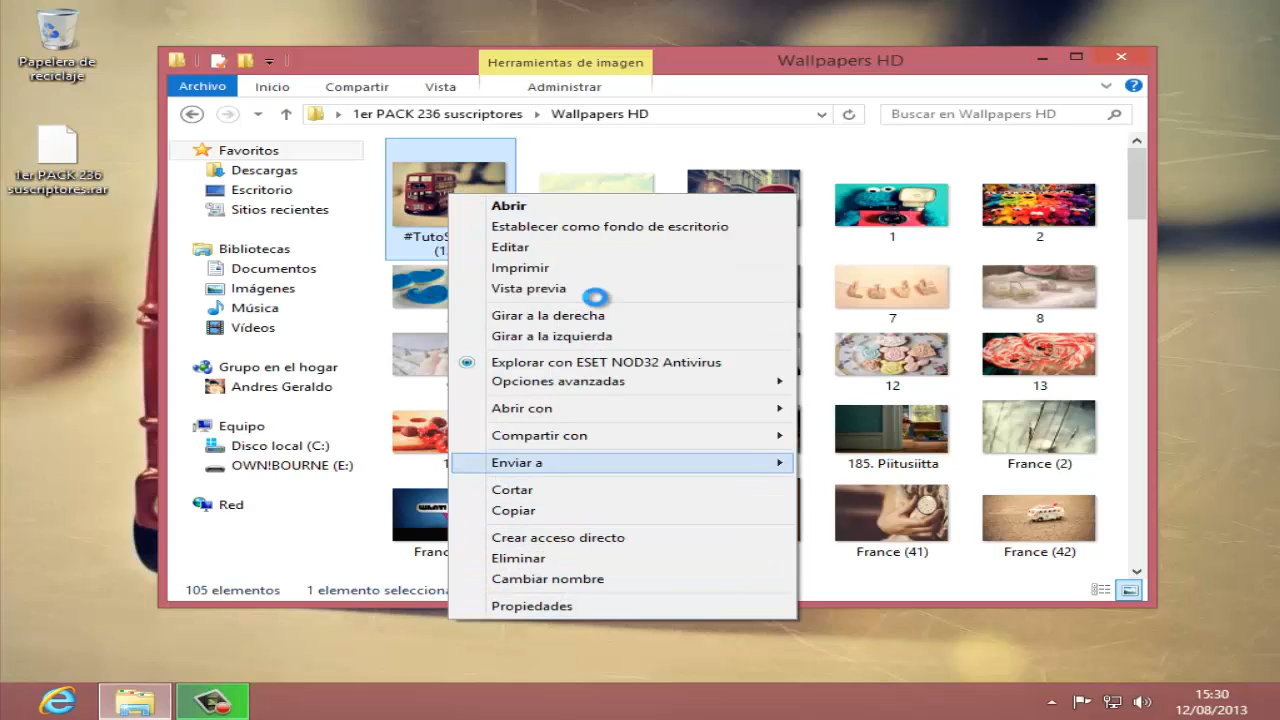 Papelera de
reciclaje
1er PACK 236
suscriptores.rar
Herramientas de imagen
Wallpapers HD
Archivo
Inicio
Compartir
Vista
Administrar
1er PACK 236 suscriptores
Wallpapers HD
Buscar en Wallpapers HD
Favoritos
Descargas
Escritorio
Sitios recientes
Bibliotecas
Documentos
Imágenes
Música
Vídeos
Grupo en el hogar
Andres Geraldo
Equipo
Disco local (C:)
OWN!BOURNE (E:)
Red
1
2
7
8
12
13
185. Piitusiitta
France (2)
France (41)
France (42)
Abrir
Establecer como fondo de escritorio
Editar
Imprimir
Vista previa
Girar a la derecha
Girar a la izquierda
Explorar con ESET NOD32 Antivirus
Opciones avanzadas
Abrir con
Compartir con
Enviar a
Cortar
Copiar
Crear acceso directo
Eliminar
Cambiar nombre
Propiedades
105 elementos
1 elemento
15:30
12/08/2013